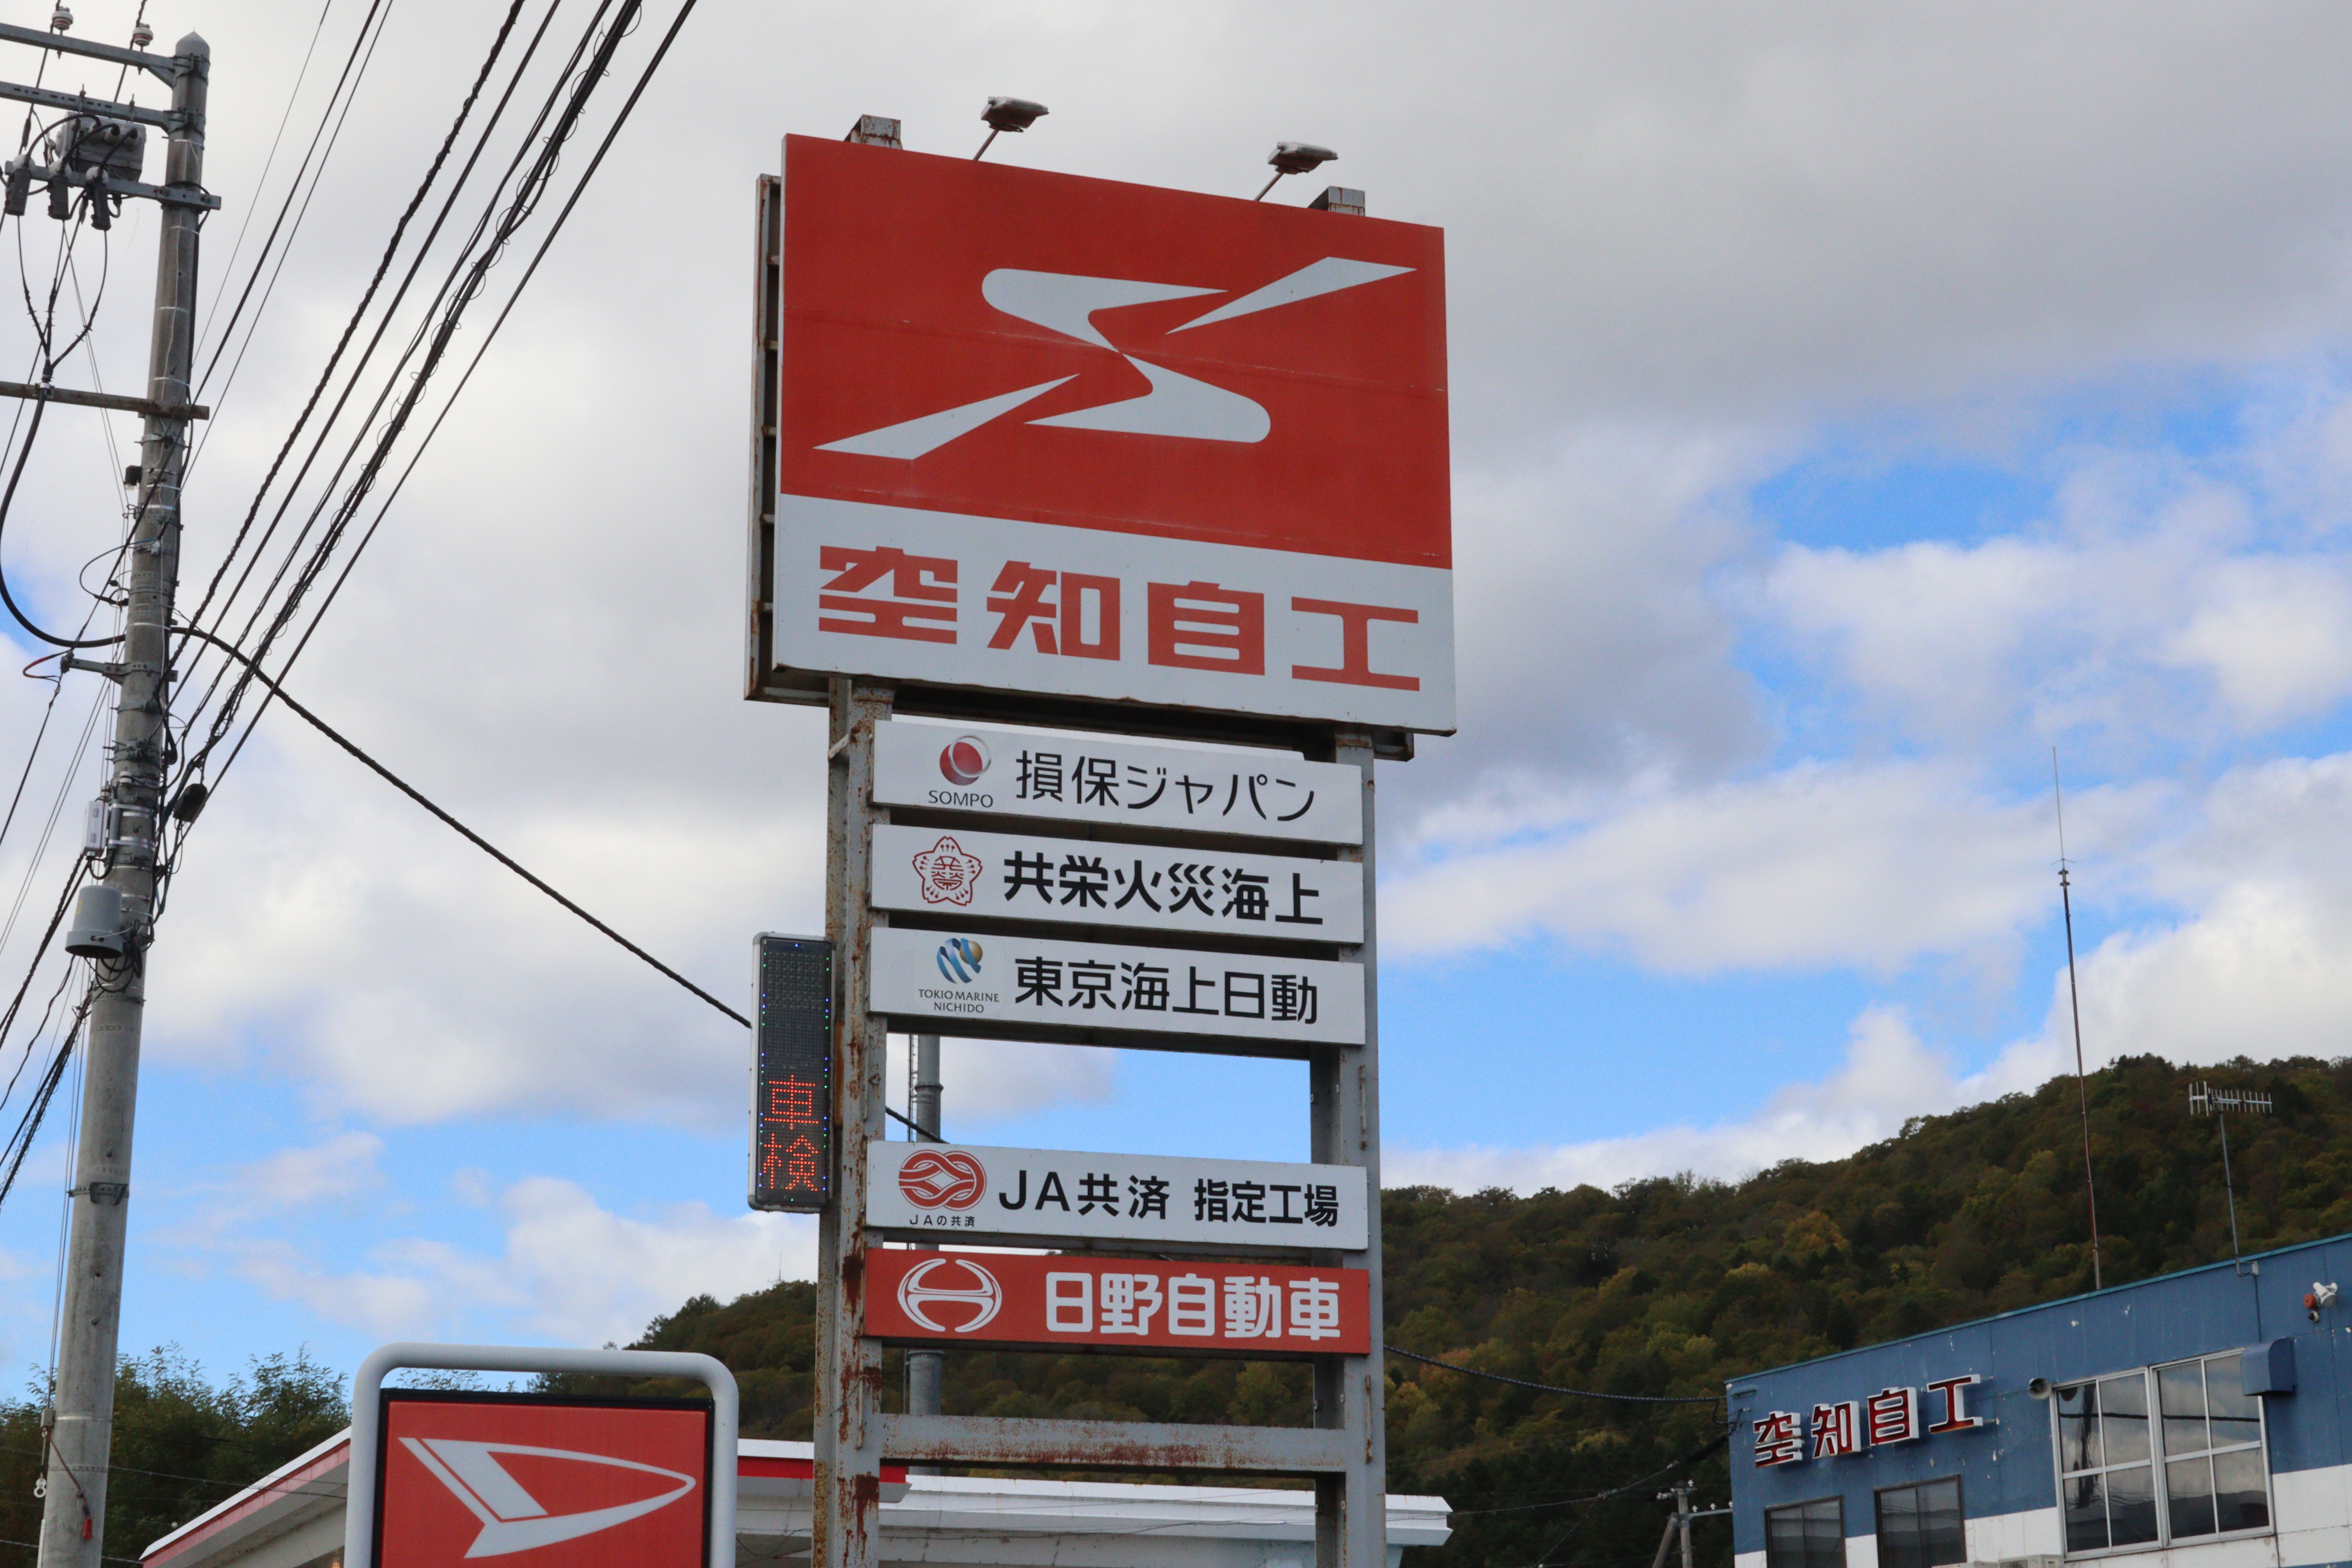 空知自工
SOMPO 損保ジャパン
共栄火災海上
TOKIO MARINE
NICHIDO
東京海上日動
車検
JAの共済
JA共済 指定工場
日野自動車
空知自工